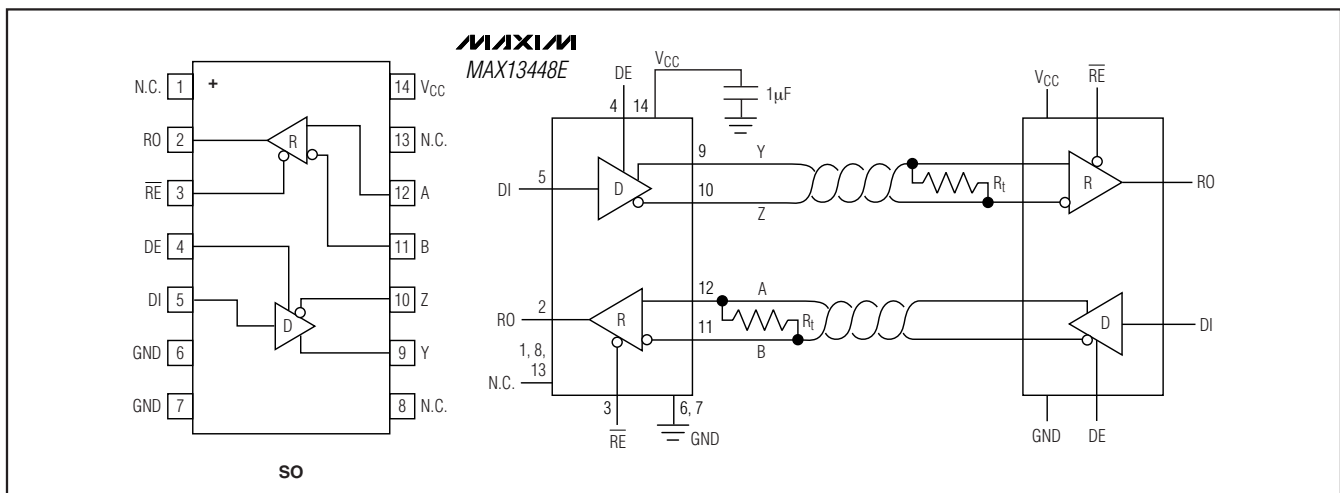 MAXIM
MAX13448E
N.C. 1 + 14 VCC
RO 2 R 13 N.C.
RE 3 12 A
DE 4 11 B
DI 5 D 10 Z
GND 6 9 Y
GND 7 8 N.C.
SO
DE VCC 1µF VCC RE
4 14
DI 5 D 9 Y Rt R RO
10 Z
RO 2 R 12 A Rt D DI
11 B
1, 8,
13
N.C.
3 6, 7
RE GND GND DE